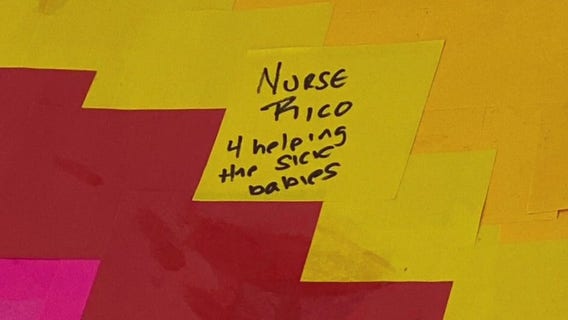 NURSE
RICO
4 helping
the sick
babies